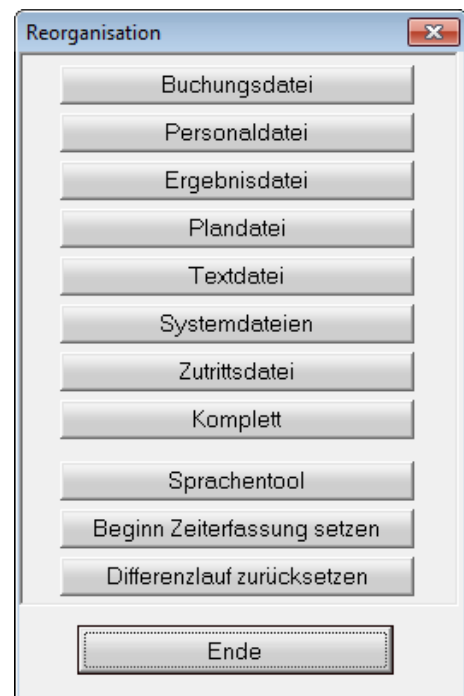 Reorganisation
Buchungsdatei
Personaldatei
Ergebnisdatei
Plandatei
Textdatei
Systemdateien
Zutrittsdatei
Komplett
Sprachentool
Beginn Zeiterfassung setzen
Differenzlauf zurücksetzen
Ende